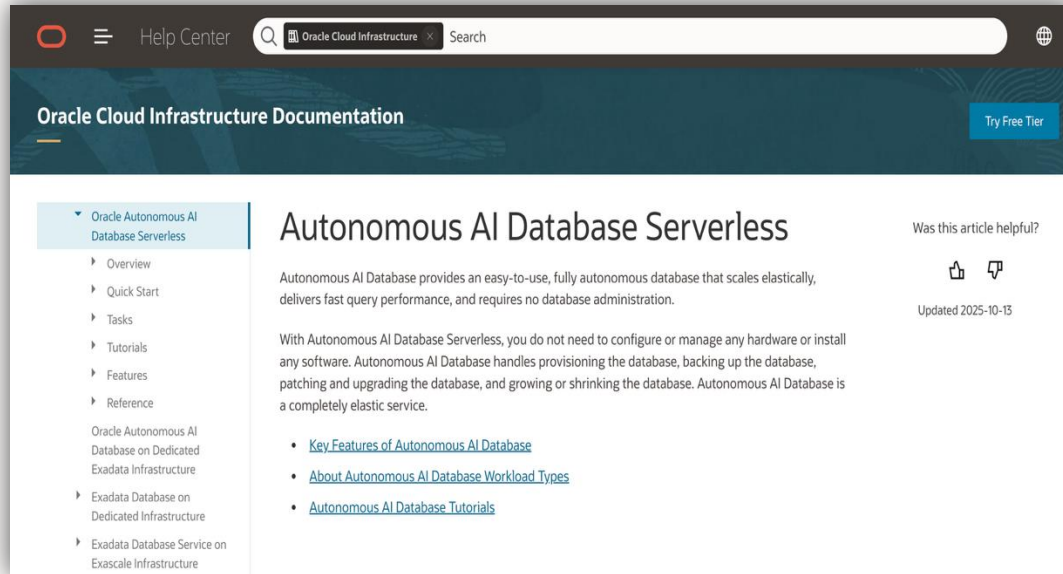 Help Center
Oracle Cloud Infrastructure ×
Search
Oracle Cloud Infrastructure Documentation
Try Free Tier
Oracle Autonomous AI
Database Serverless
Overview
Quick Start
Tasks
Tutorials
Features
Reference
Oracle Autonomous AI
Database on Dedicated
Exadata Infrastructure
Exadata Database on
Dedicated Infrastructure
Exadata Database Service on
Exascale Infrastructure
Autonomous AI Database Serverless
Autonomous AI Database provides an easy-to-use, fully autonomous database that scales elastically,
delivers fast query performance, and requires no database administration.
With Autonomous AI Database Serverless, you do not need to configure or manage any hardware or install
any software. Autonomous AI Database handles provisioning the database, backing up the database,
patching and upgrading the database, and growing or shrinking the database. Autonomous AI Database is
a completely elastic service.
• Key Features of Autonomous AI Database
• About Autonomous AI Database Workload Types
• Autonomous AI Database Tutorials
Was this article helpful?
Updated 2025-10-13